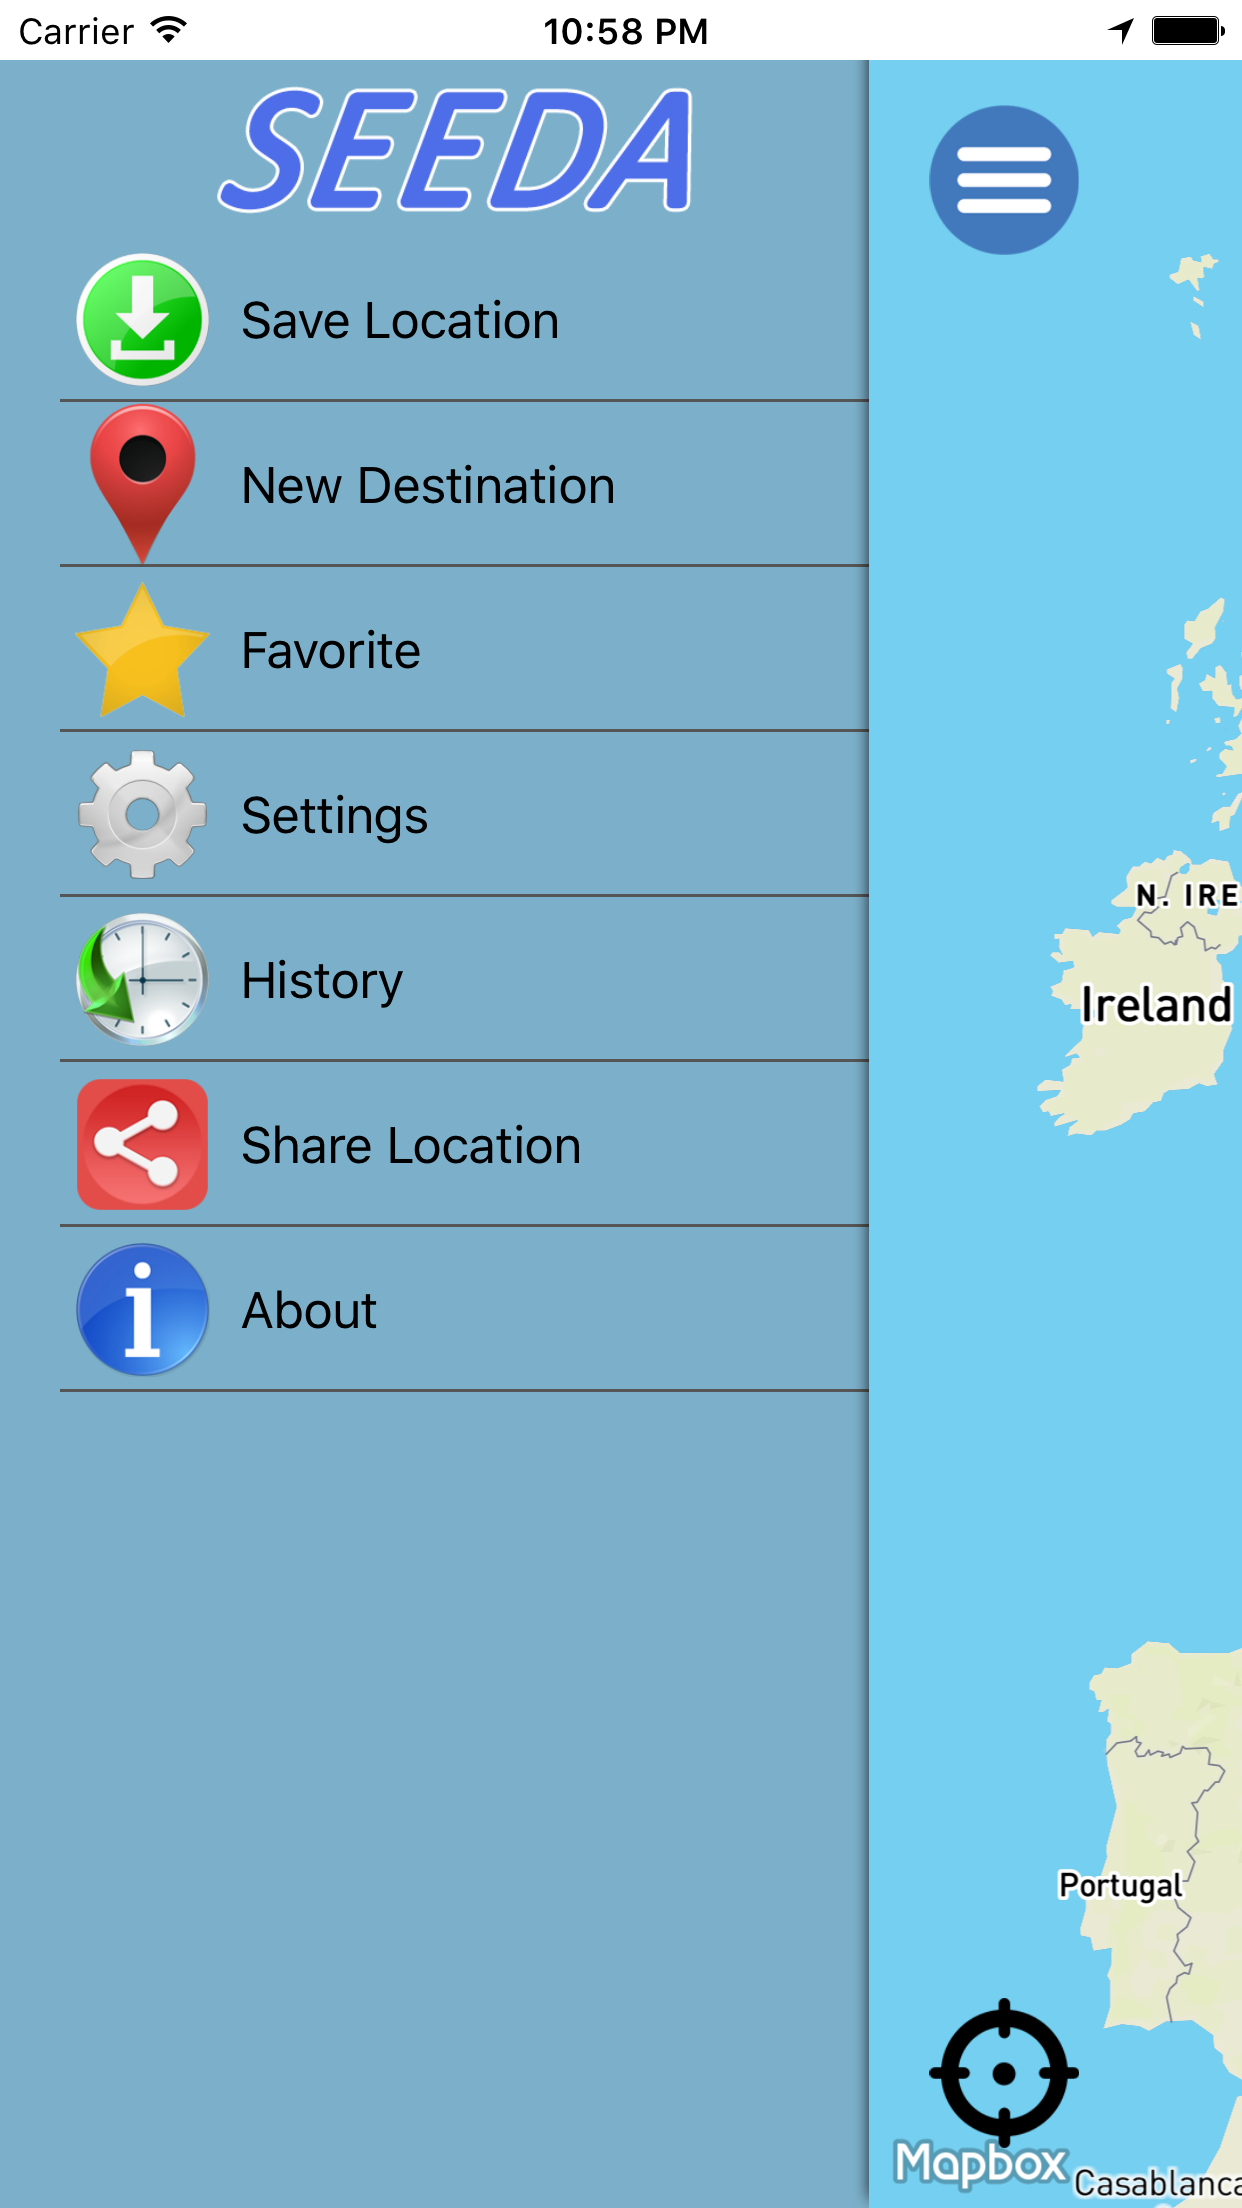 Carrier 10:58 PM
SEEDA
Save Location
New Destination
Favorite
Settings
History
Share Location
About
N. IRE
Ireland
Portugal
Mapbox
Casablanca